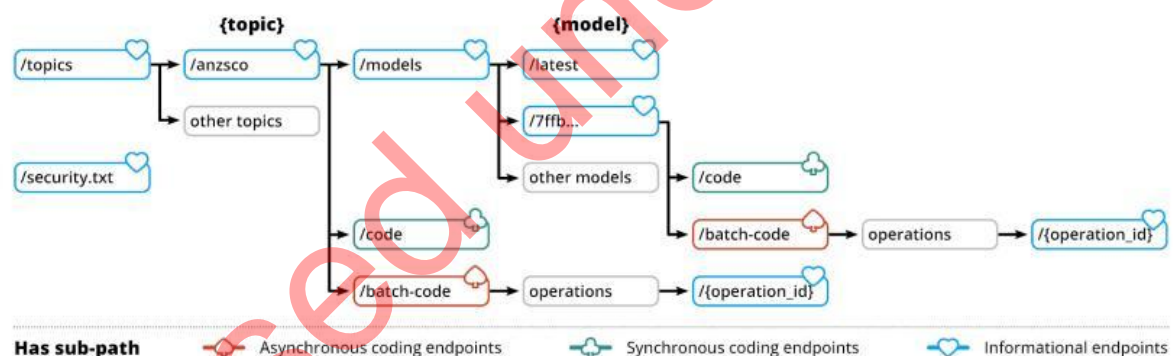 {topic} {model}
/topics /anzsco /models /latest
other topics /7ffb...
/security.txt other models /code
/code /batch-code operations /{operation_id}
/batch-code operations /{operation_id}
Has sub-path Asynchronous coding endpoints Synchronous coding endpoints Informational endpoints